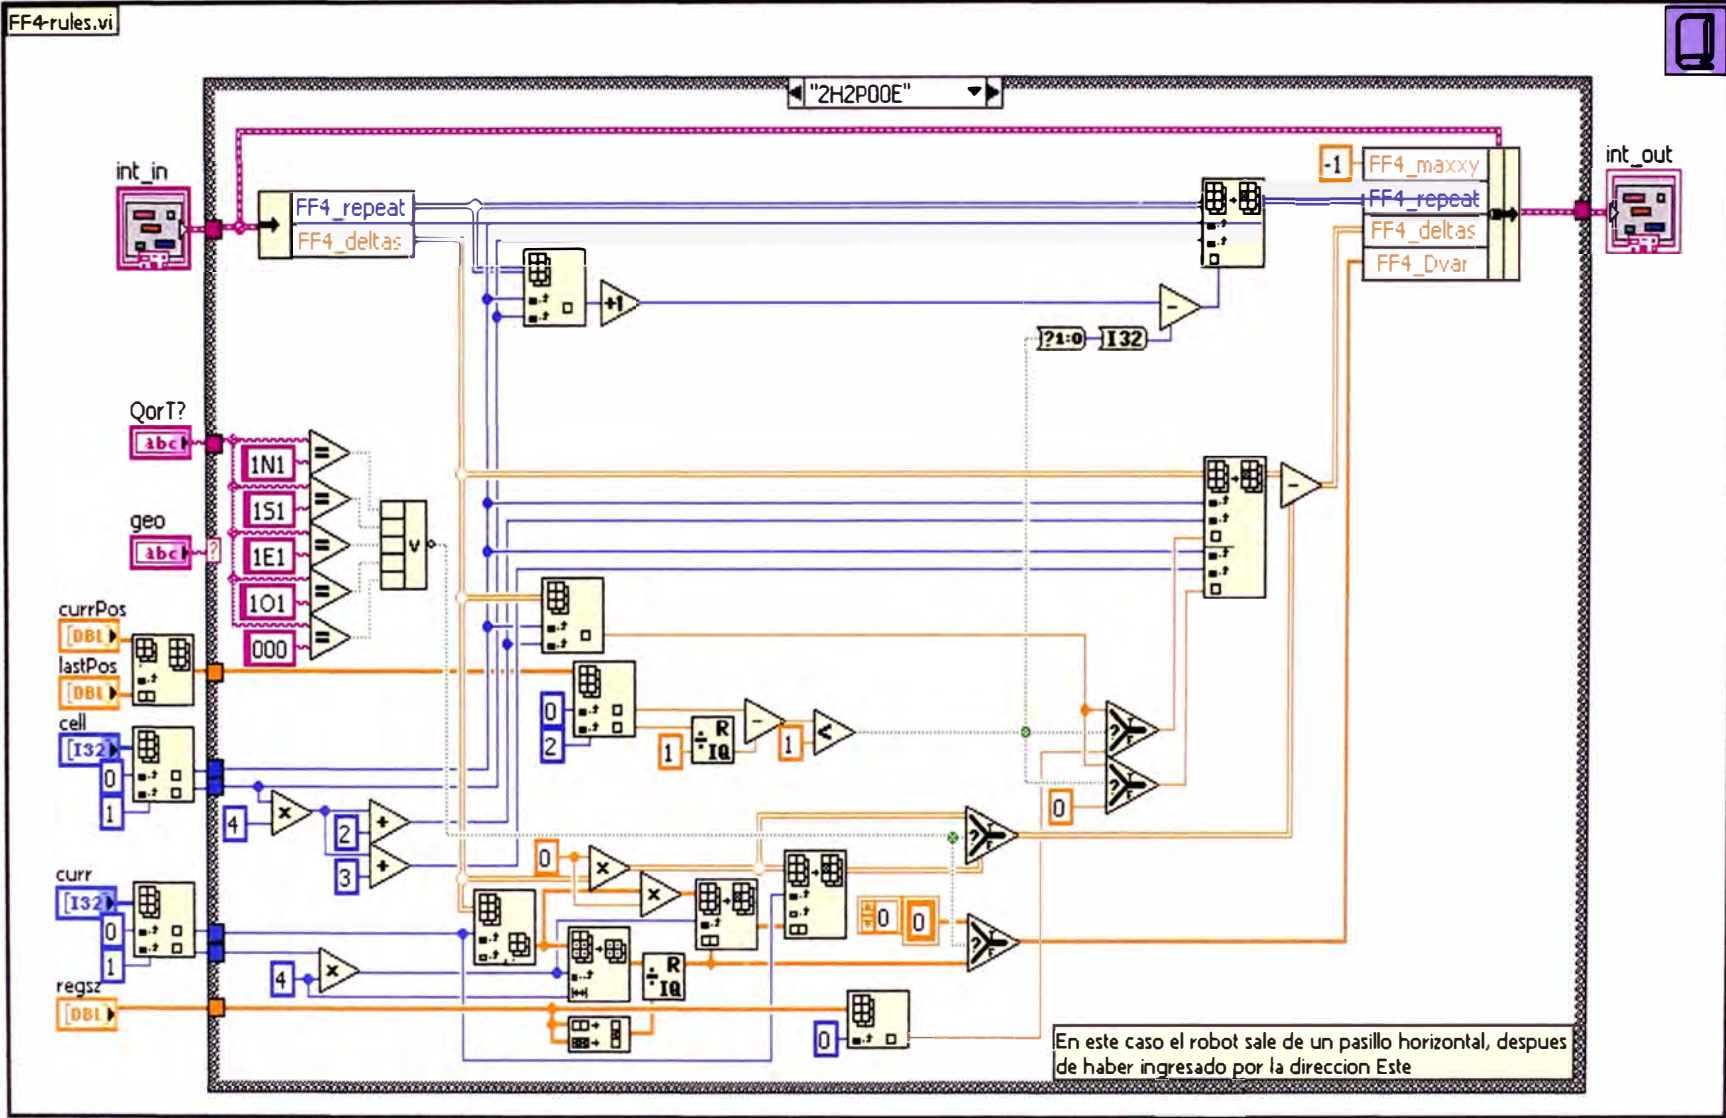 FF4-rules.vi
"2H2P00E"
int_in
FF4_repeat
FF4_deltas
+1
-
?1:0
I32
-1
FF4_maxxy
FF4_repeat
FF4_deltas
FF4_Dvar
int_out
QorT?
abc
1N1
=
1S1
=
geo
abc
?
1E1
=
1O1
=
000
=
V
-
currPos
[DBL
lastPos
[DBL
cell
[I32
0
1
0
2
1
R
IQ
-
1
<
?
T
F
?
T
F
0
4
x
2
+
3
+
curr
[I32
0
1
4
x
0
x
x
?
T
F
0
0
?
T
F
R
IQ
regsz
[DBL
0
En este caso el robot sale de un pasillo horizontal, despues
de haber ingresado por la direccion Este